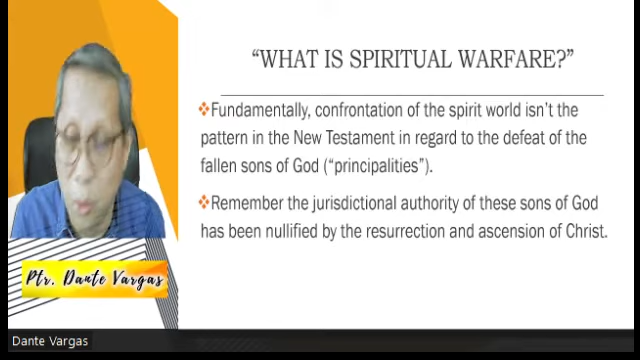 “WHAT IS SPIRITUAL WARFARE?”
❖Fundamentally, confrontation of the spirit world isn’t the
pattern in the New Testament in regard to the defeat of the
fallen sons of God (“principalities”).
❖Remember the jurisdictional authority of these sons of God
has been nullified by the resurrection and ascension of Christ.
Ptr. Dante Vargas
Dante Vargas